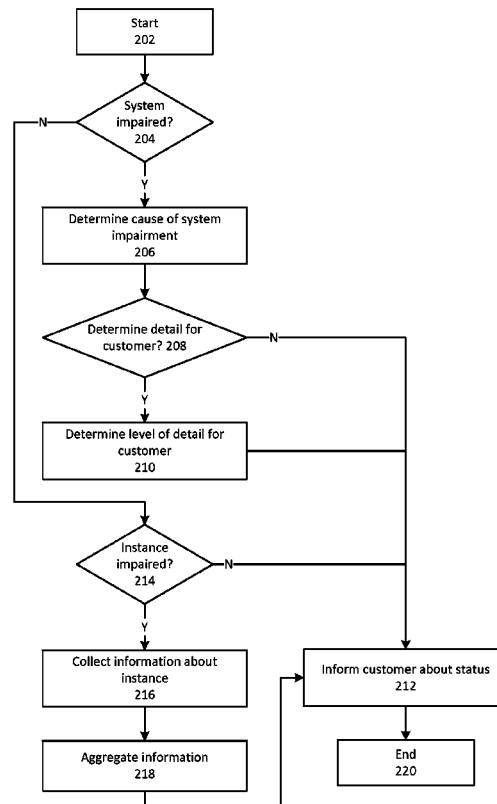 Start
202
System
impaired?
204
N
Y
Determine cause of system
impairment
206
Determine detail for
customer? 208
N
Y
Determine level of detail for
customer
210
Instance
impaired?
214
N
Y
Collect information about
instance
216
Inform customer about status
212
Aggregate information
218
End
220